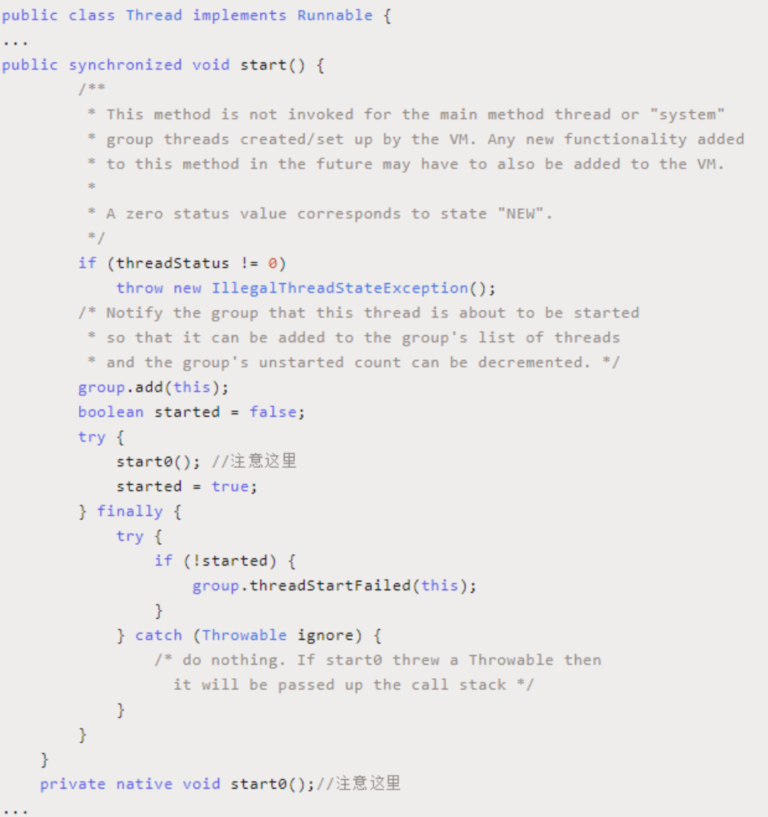 public class Thread implements Runnable {
...
public synchronized void start() {
        /**
         * This method is not invoked for the main method thread or "system"
         * group threads created/set up by the VM. Any new functionality added
         * to this method in the future may have to also be added to the VM.
         *
         * A zero status value corresponds to state "NEW".
         */
        if (threadStatus != 0)
            throw new IllegalThreadStateException();
        /* Notify the group that this thread is about to be started
         * so that it can be added to the group's list of threads
         * and the group's unstarted count can be decremented. */
        group.add(this);
        boolean started = false;
        try {
            start0(); //注意这里
            started = true;
        } finally {
            try {
                if (!started) {
                    group.threadStartFailed(this);
                }
            } catch (Throwable ignore) {
                /* do nothing. If start0 threw a Throwable then
                  it will be passed up the call stack */
            }
        }
    }
    private native void start0();//注意这里
...